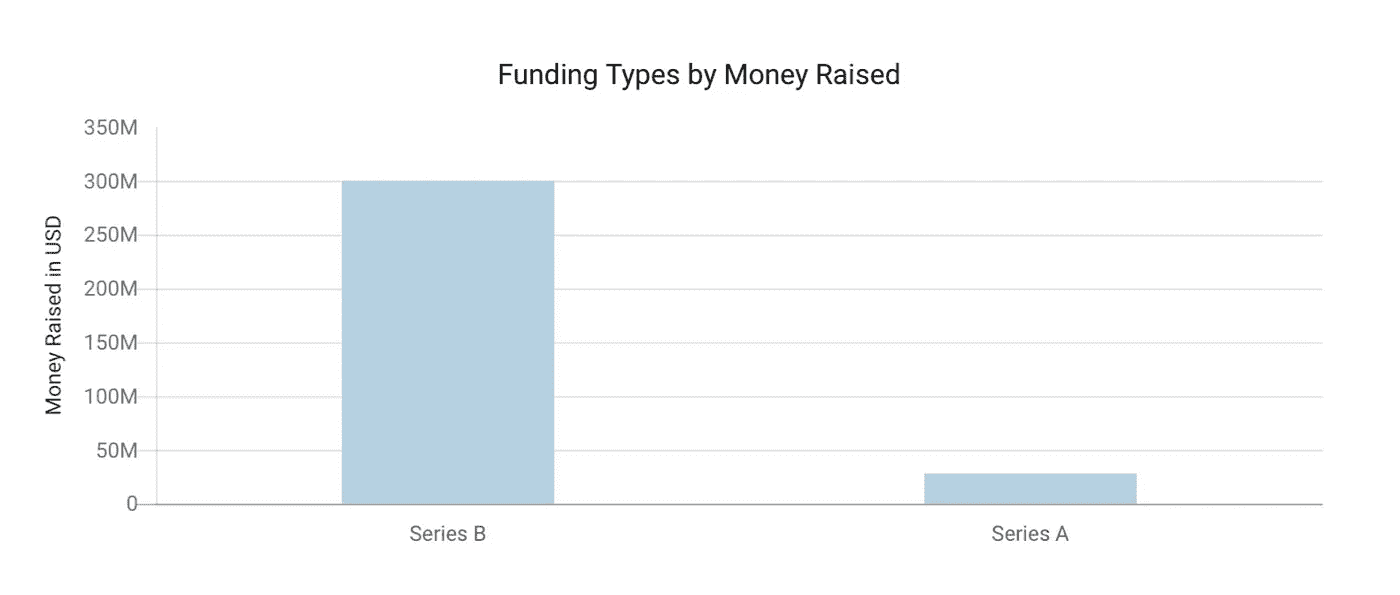 Funding Types by Money Raised
Money Raised in USD
350M
300M
250M
200M
150M
100M
50M
0
Series B
Series A